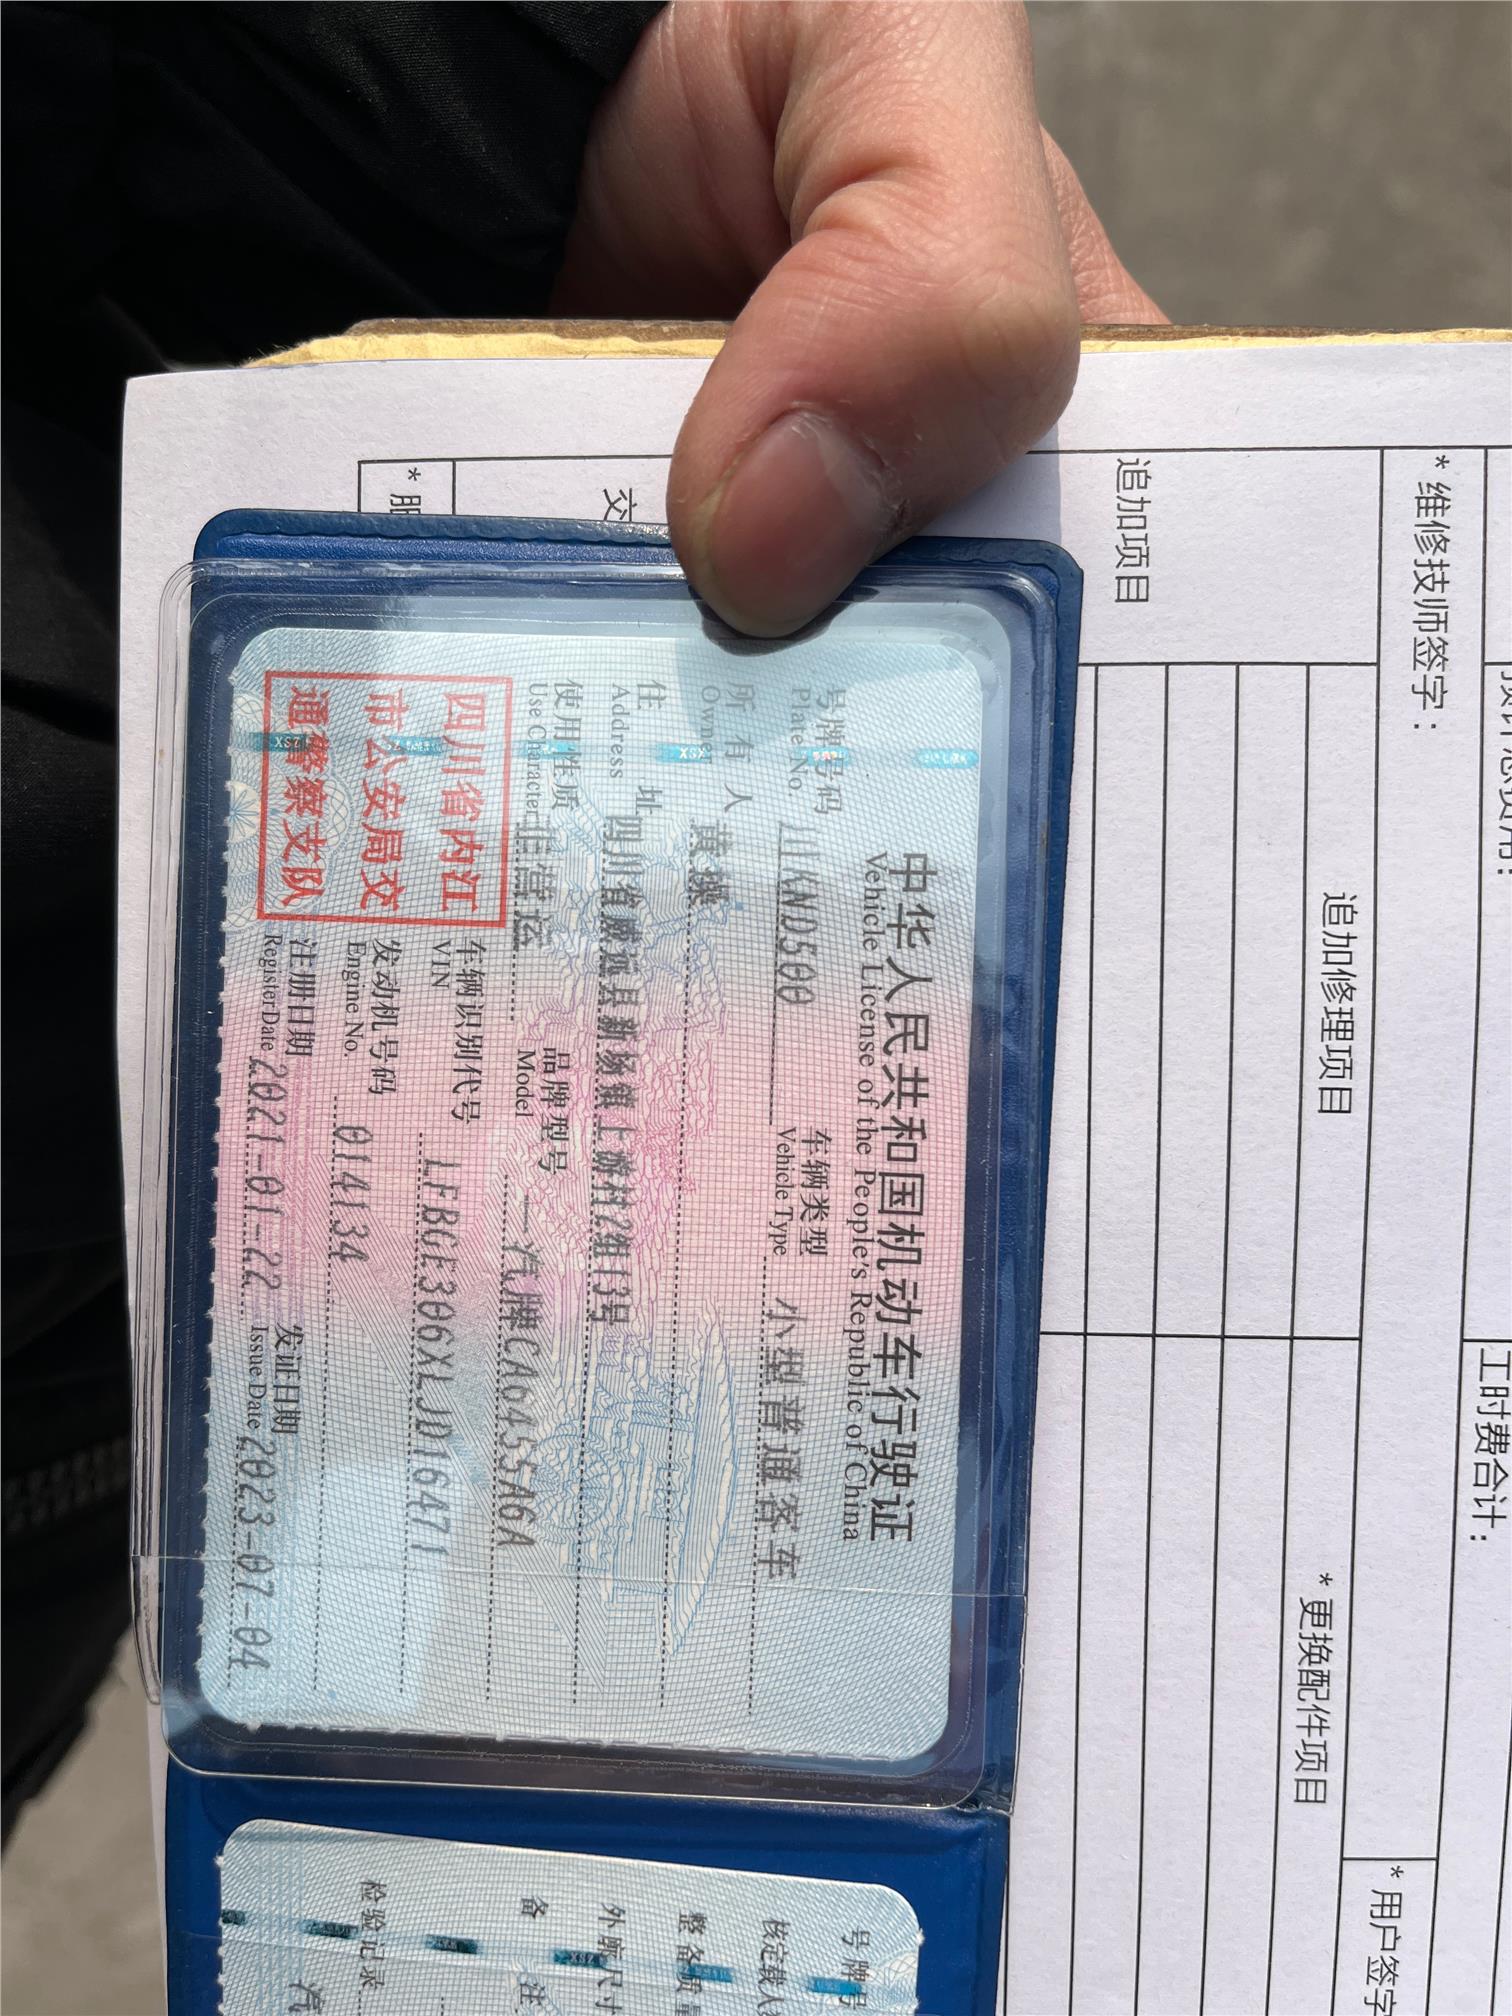 * 维修技师签字：
追加项目
追加修理项目
* 更换配件项目
工时费合计：
* 用户签字
交
中华人民共和国机动车行驶证
Vehicle License of the People's Republic of China
号牌号码 川KND500 车辆类型 小型普通客车
Plate No. Vehicle Type
所有人 黄
Owner
住址 四川省威远县新场镇上游村2组13号
Address
使用性质 非营运 品牌型号 一汽牌CA6455A6A
Use Character Model
四川省内江
市公安局交
通警察支队
车辆识别代号 LFBGE306XLJD16471
VIN
发动机号码 014134
Engine No.
注册日期 2021-01-22 发证日期 2023-07-04
Register Date Issue Date
号牌号
核定载人
整备质量
外廓尺寸
备 注
检验记录
汽